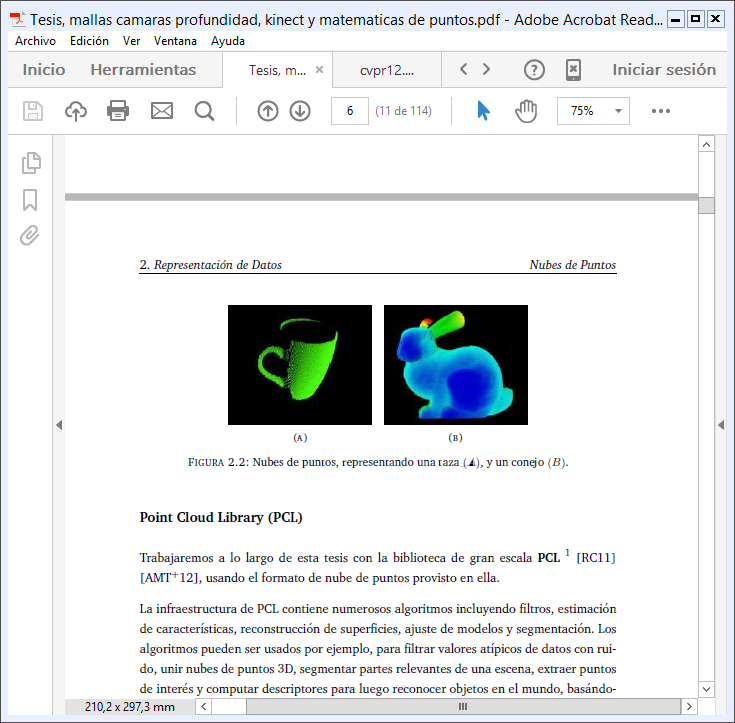 Tesis, mallas camaras profundidad, kinect y matematicas de puntos.pdf - Adobe Acrobat Read...
Archivo Edición Ver Ventana Ayuda
Inicio Herramientas Tesis, m... × cvpr12.... Iniciar sesión
6 (11 de 114) 75%
2. Representación de Datos Nubes de Puntos
(A) (B)
FIGURA 2.2: Nubes de puntos, representando una taza (A), y un conejo (B).
Point Cloud Library (PCL)
Trabajaremos a lo largo de esta tesis con la biblioteca de gran escala PCL ¹ [RC11]
[AMT⁺12], usando el formato de nube de puntos provisto en ella.
La infraestructura de PCL contiene numerosos algoritmos incluyendo filtros, estimación
de características, reconstrucción de superficies, ajuste de modelos y segmentación. Los
algoritmos pueden ser usados por ejemplo, para filtrar valores atípicos de datos con rui-
do, unir nubes de puntos 3D, segmentar partes relevantes de una escena, extraer puntos
de interés y computar descriptores para luego reconocer objetos en el mundo, basándo-
210,2 x 297,3 mm